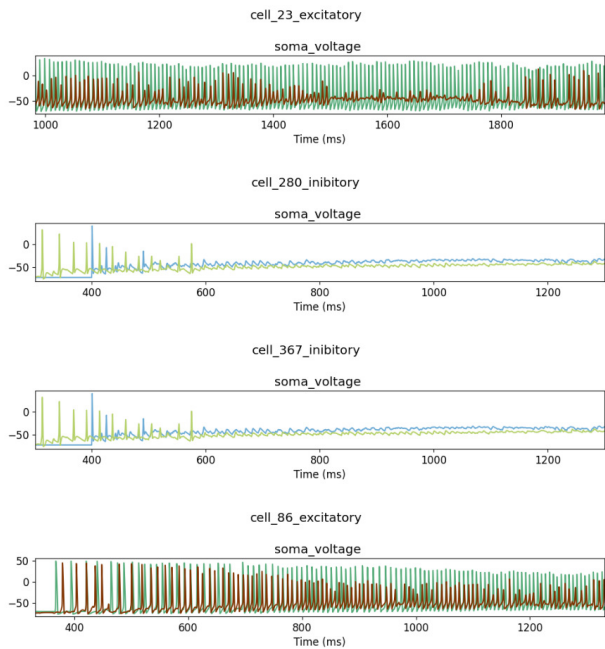 cell_23_excitatory
soma_voltage
0
−50
1000 1200 1400 1600 1800
Time (ms)
cell_280_inibitory
soma_voltage
0
−50
400 600 800 1000 1200
Time (ms)
cell_367_inibitory
soma_voltage
0
−50
400 600 800 1000 1200
Time (ms)
cell_86_excitatory
soma_voltage
50
0
−50
400 600 800 1000 1200
Time (ms)